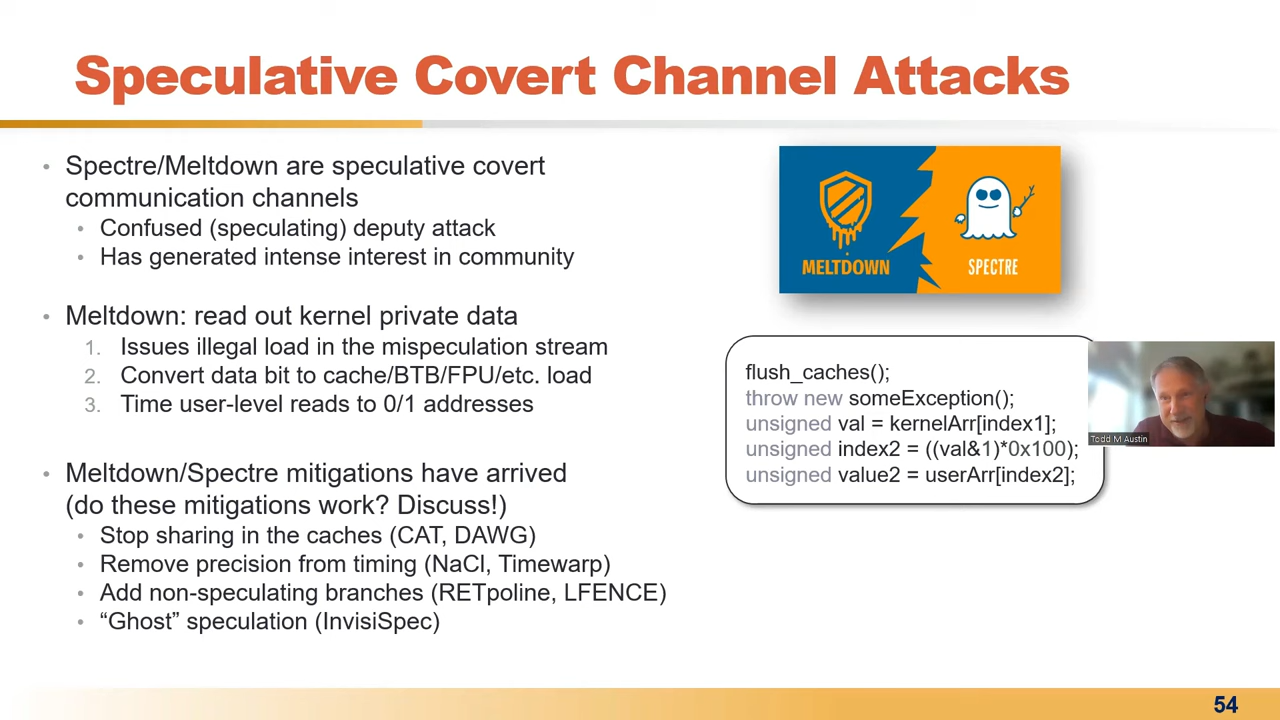 Speculative Covert Channel Attacks
• Spectre/Meltdown are speculative covert
communication channels
• Confused (speculating) deputy attack
• Has generated intense interest in community
• Meltdown: read out kernel private data
1. Issues illegal load in the mispeculation stream
2. Convert data bit to cache/BTB/FPU/etc. load
3. Time user-level reads to 0/1 addresses
• Meltdown/Spectre mitigations have arrived
(do these mitigations work? Discuss!)
• Stop sharing in the caches (CAT, DAWG)
• Remove precision from timing (NaCl, Timewarp)
• Add non-speculating branches (RETpoline, LFENCE)
• “Ghost” speculation (InvisiSpec)
MELTDOWN
SPECTRE
flush_caches();
throw new someException();
unsigned val = kernelArr[index1];
unsigned index2 = ((val&1)*0x100);
unsigned value2 = userArr[index2];
Todd M Austin
54